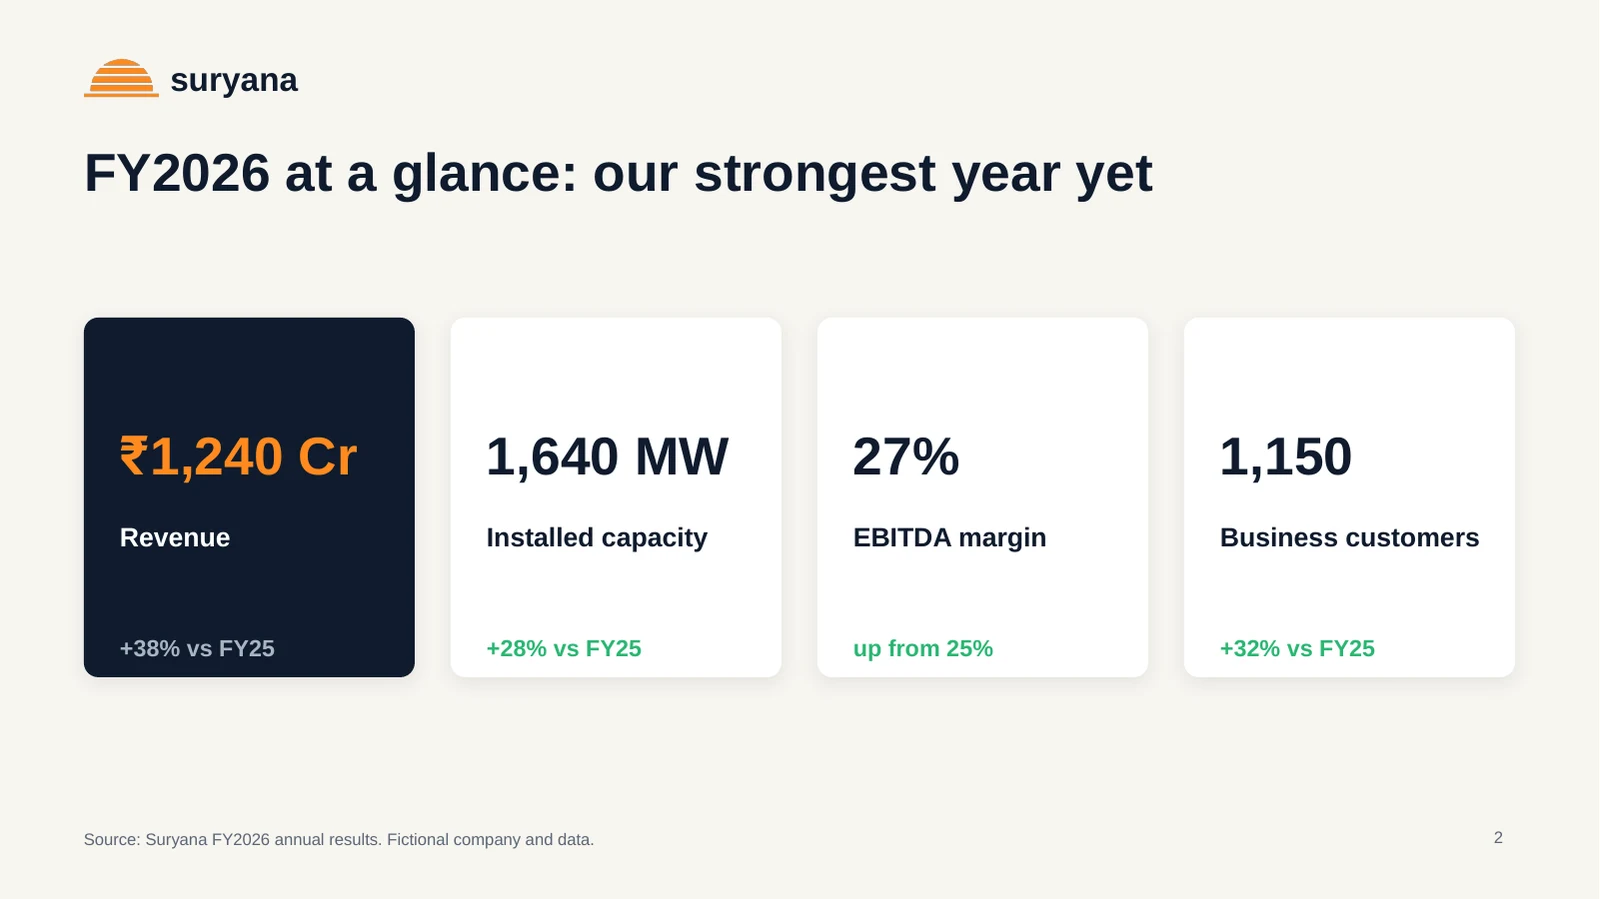 suryana
FY2026 at a glance: our strongest year yet
₹1,240 Cr
Revenue
+38% vs FY25
1,640 MW
Installed capacity
+28% vs FY25
27%
EBITDA margin
up from 25%
1,150
Business customers
+32% vs FY25
Source: Suryana FY2026 annual results. Fictional company and data.
2